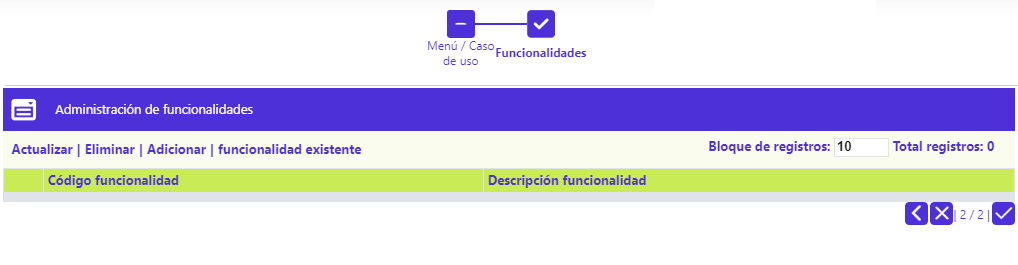 Menú / Caso
de uso
Funcionalidades
Administración de funcionalidades
Actualizar | Eliminar | Adicionar | funcionalidad existente
Bloque de registros: 10 Total registros: 0
Código funcionalidad Descripción funcionalidad
| 2 / 2 |